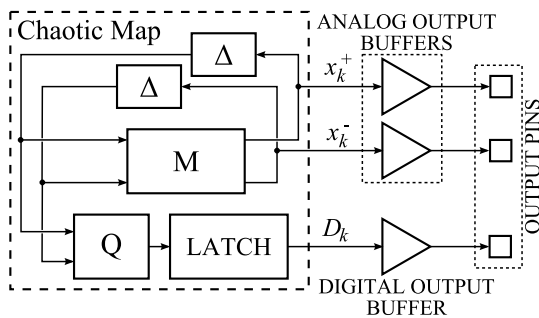 Chaotic Map
ANALOG OUTPUT
BUFFERS
Δ
Δ
x_k^+
x_k^-
M
Q
LATCH
D_k
DIGITAL OUTPUT
BUFFER
OUTPUT PINS